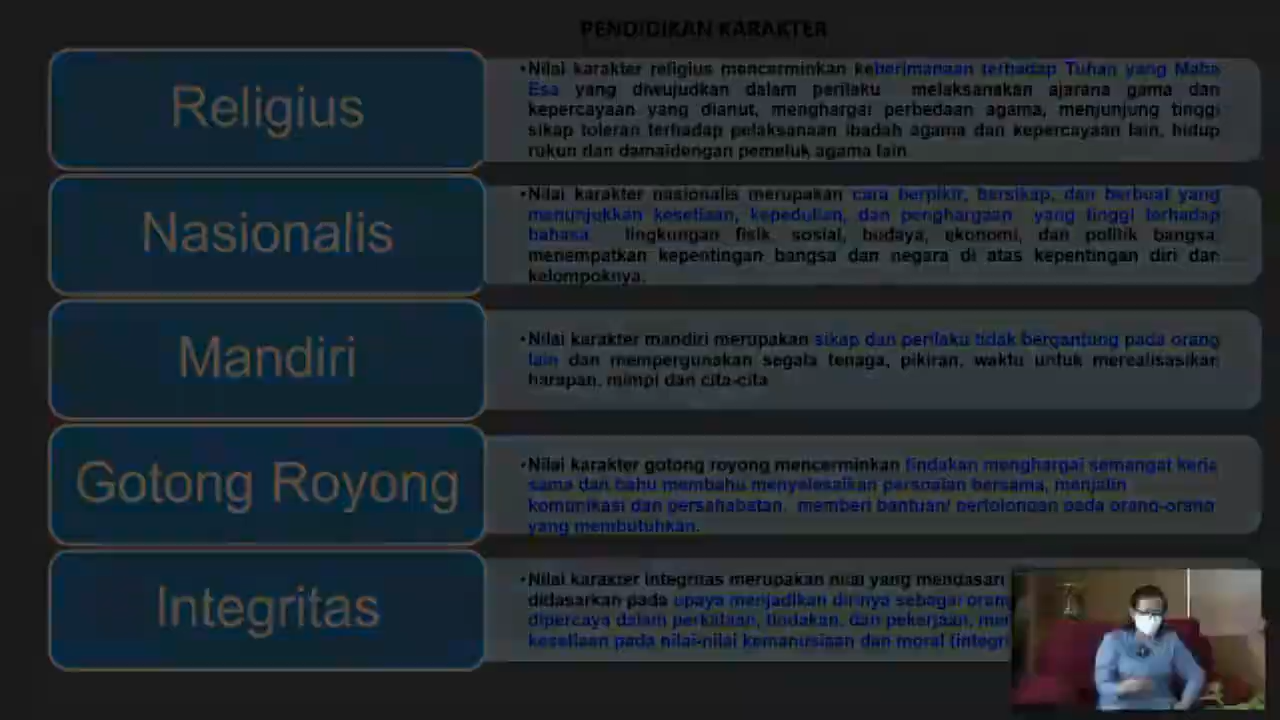 PENDIDIKAN KARAKTER
Religius
•Nilai karakter religius mencerminkan keberimanaan terhadap Tuhan yang Maha
Esa yang diwujudkan dalam perilaku melaksanakan ajarana gama dan
kepercayaan yang dianut, menghargai perbedaan agama, menjunjung tinggi
sikap toleran terhadap pelaksanaan ibadah agama dan kepercayaan lain, hidup
rukun dan damaidengan pemeluk agama lain
Nasionalis
•Nilai karakter nasionalis merupakan cara berpikir, bersikap, dan berbuat yang
menunjukkan kesetiaan, kepedulian, dan penghargaan yang tinggi terhadap
bahasa lingkungan fisik, sosial, budaya, ekonomi, dan politik bangsa,
menempatkan kepentingan bangsa dan negara di atas kepentingan diri dan
kelompoknya.
Mandiri
•Nilai karakter mandiri merupakan sikap dan perilaku tidak bergantung pada orang
lain dan mempergunakan segala tenaga, pikiran, waktu untuk merealisasikan
harapan, mimpi dan cita-cita
Gotong Royong
•Nilai karakter gotong royong mencerminkan tindakan menghargai semangat kerja
sama dan bahu membahu menyelesaikan persoalan bersama, menjalin
komunikasi dan persahabatan, memberi bantuan/ pertolongan pada orang-orang
yang membutuhkan.
Integritas
•Nilai karakter integritas merupakan nilai yang mendasari
didasarkan pada upaya menjadikan dirinya sebagai orang
dipercaya dalam perkataan, tindakan, dan pekerjaan,
kesetiaan pada nilai-nilai kemanusiaan dan moral